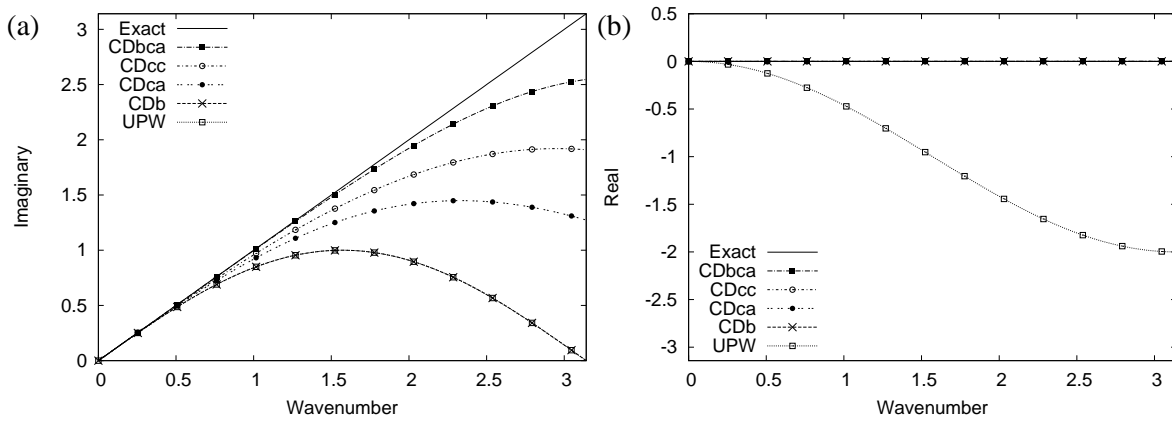 (a)
Imaginary
3
2.5
2
1.5
1
0.5
0
Exact
CDbca
CDcc
CDca
CDb
UPW
0 0.5 1 1.5 2 2.5 3
Wavenumber
(b)
Real
0.5
0
-0.5
-1
-1.5
-2
-2.5
-3
Exact
CDbca
CDcc
CDca
CDb
UPW
0 0.5 1 1.5 2 2.5 3
Wavenumber